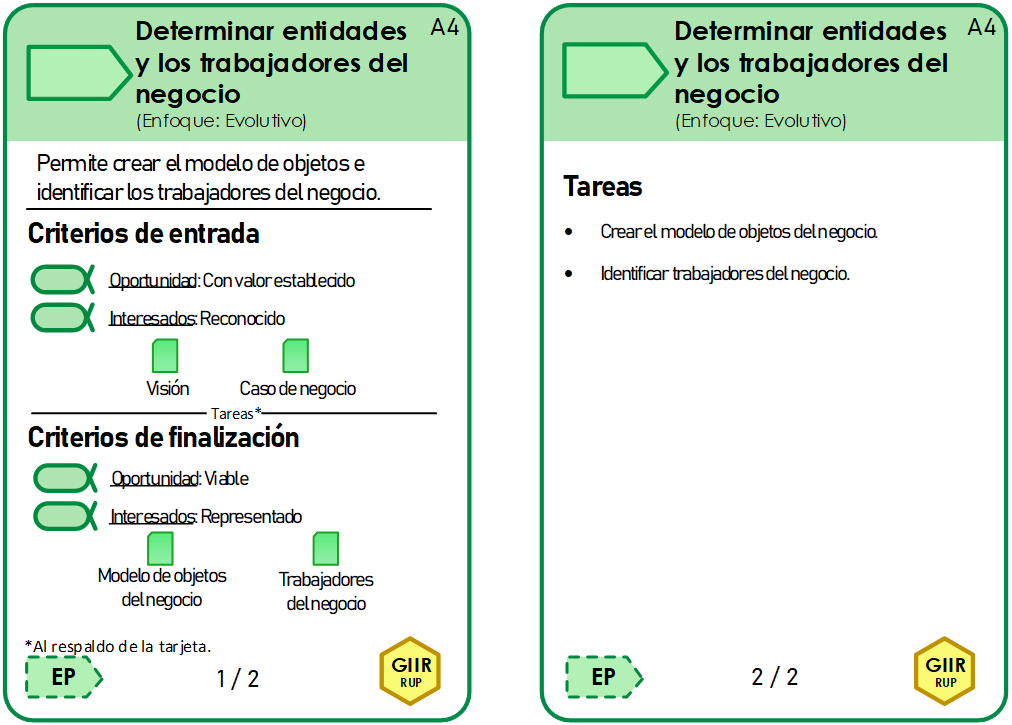 Determinar entidades
A4
y los trabajadores del
negocio
(Enfoque: Evolutivo)
Permite crear el modelo de objetos e
identificar los trabajadores del negocio.
Criterios de entrada
Oportunidad: Con valor establecido
Interesados: Reconocido
Visión
Caso de negocio
Tareas*
Criterios de finalización
Oportunidad: Viable
Interesados: Representado
Modelo de objetos
del negocio
Trabajadores
del negocio
*Al respaldo de la tarjeta.
EP
1 / 2
GIIR
RUP
Determinar entidades
A4
y los trabajadores del
negocio
(Enfoque: Evolutivo)
Tareas
• Crear el modelo de objetos del negocio.
• Identificar trabajadores del negocio.
EP
2 / 2
GIIR
RUP